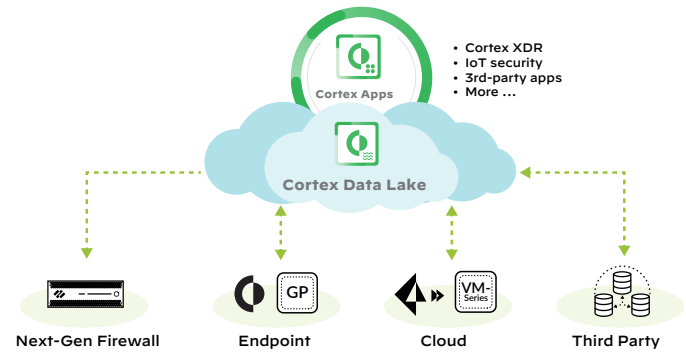 • Cortex XDR
• IoT security
• 3rd-party apps
• More ...
Cortex Apps
Cortex Data Lake
GP
VM-
Series
Next-Gen Firewall
Endpoint
Cloud
Third Party